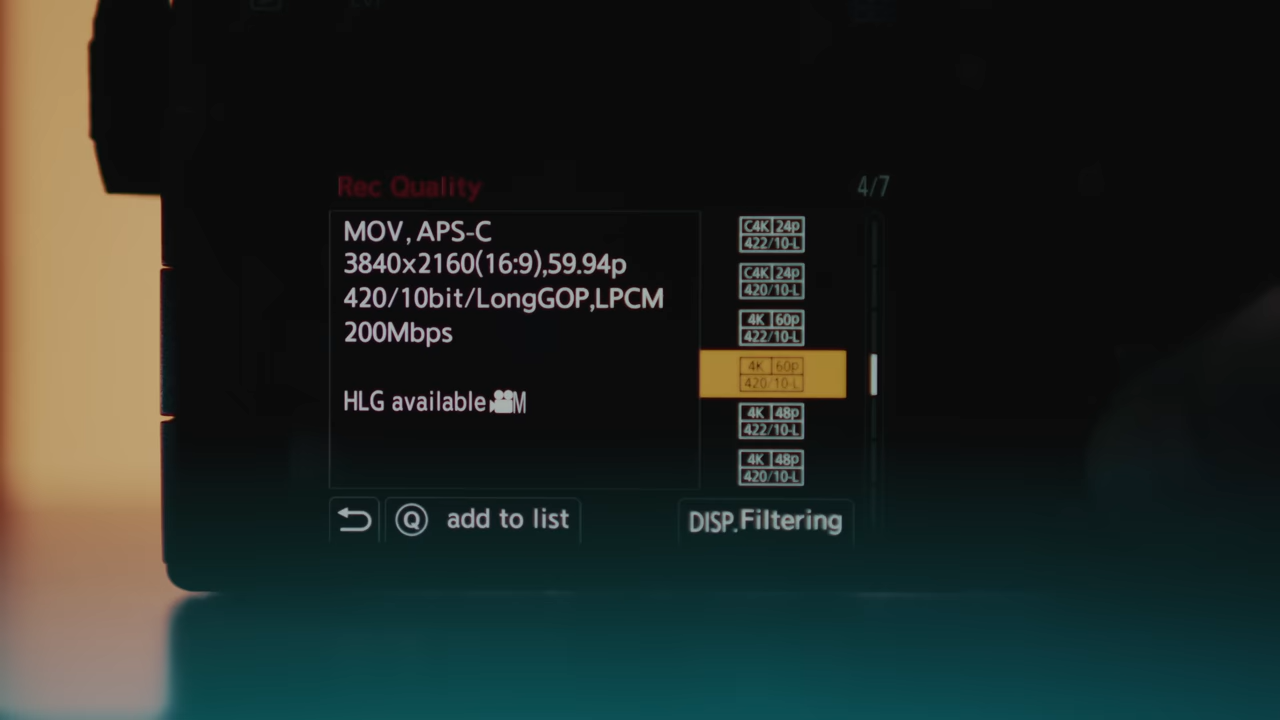 Rec Quality
4/7
MOV, APS-C
3840x2160(16:9),59.94p
420/10bit/LongGOP,LPCM
200Mbps
HLG available M
C4K 24p
422/10-L
C4K 24p
420/10-L
4K 60p
422/10-L
4K 60p
420/10-L
4K 48p
422/10-L
4K 48p
420/10-L
Q add to list
DISP.Filtering